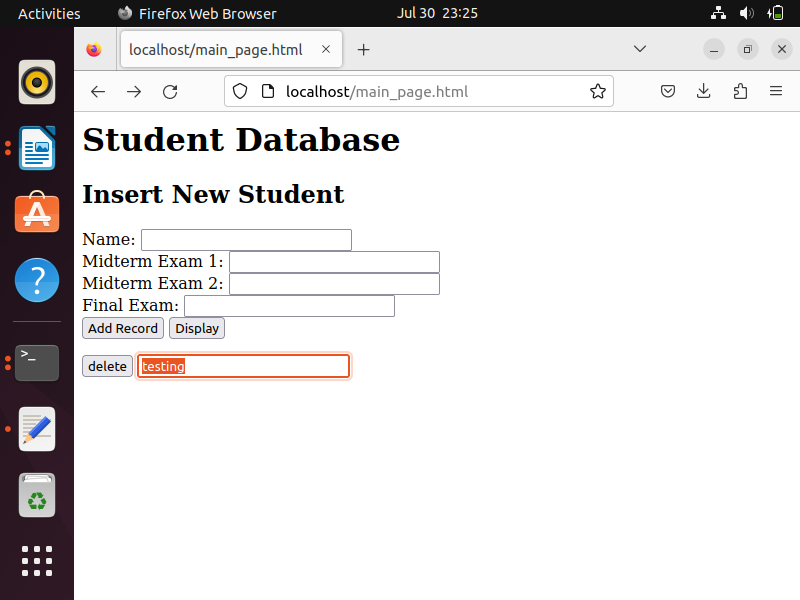 Activities Firefox Web Browser Jul 30 23:25
localhost/main_page.html
localhost/main_page.html
Student Database
Insert New Student
Name:
Midterm Exam 1:
Midterm Exam 2:
Final Exam:
Add Record Display
delete testing